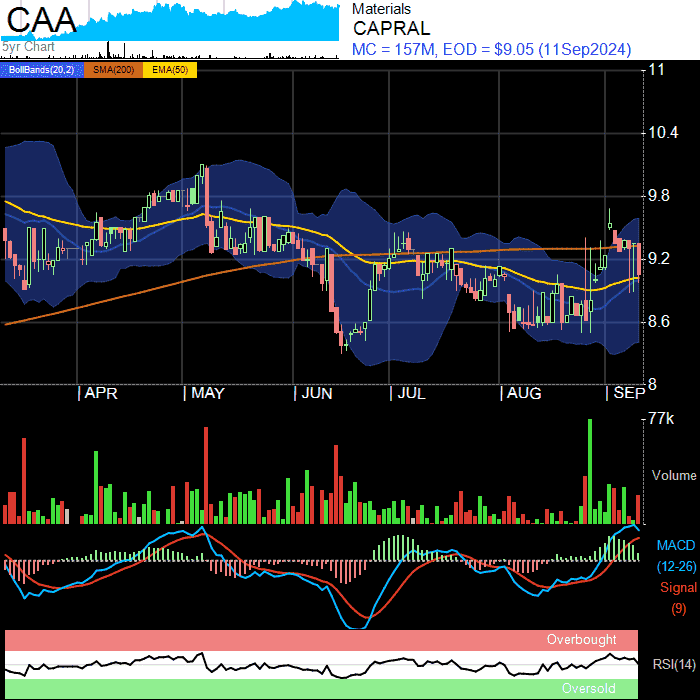 CAA
5yr Chart
Materials
CAPRAL
MC = 157M, EOD = $9.05 (11Sep2024)
BollBands(20,2) SMA(200) EMA(50)
11
10.4
9.8
9.2
8.6
8
APR MAY JUN JUL AUG SEP
77k
Volume
MACD
(12-26)
Signal
(9)
Overbought
RSI(14)
Oversold